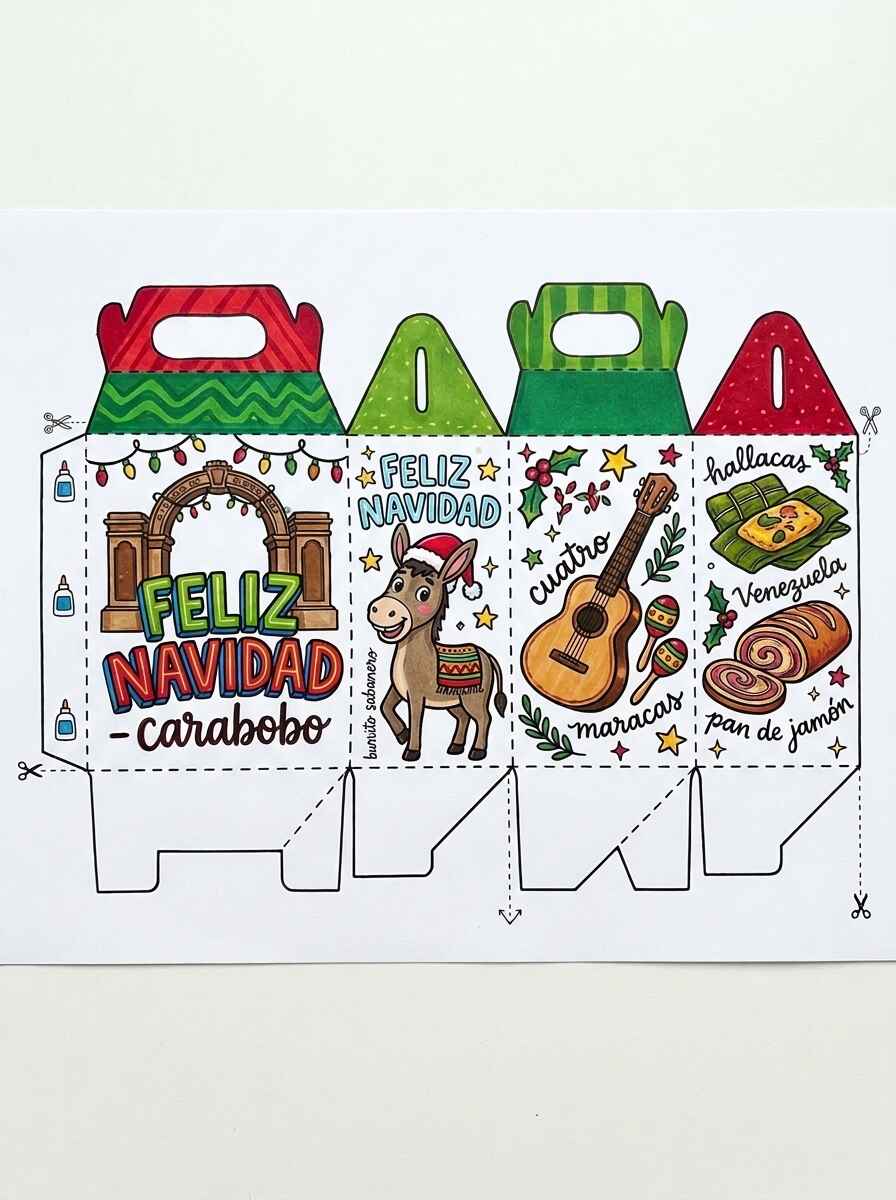 FELIZ
NAVIDAD
-carabobo
FELIZ
NAVIDAD
burrito sabanero
cuatro
maracas
hallacas
Venezuela
pan de jamón